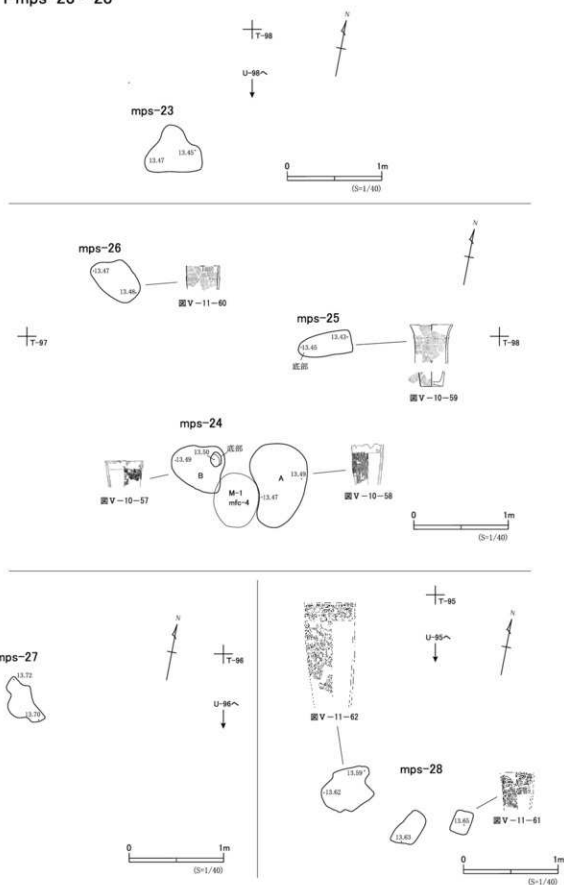 T-98
N
U-98へ
mps-23
13.45
13.47
0 1m
(S=1/40)
N
mps-26
13.47
13.48
図Ⅴ-11-60
mps-25
T-97
13.43
13.45
T-98
底部
図Ⅴ-10-59
mps-24
13.50
底部
13.49
B
A
13.49
M-1
mfc-4
13.47
図Ⅴ-10-57
図Ⅴ-10-58
0 1m
(S=1/40)
T-95
N
N
U-95へ
mps-27
T-96
13.72
U-96へ
13.70
図Ⅴ-11-62
13.59
mps-28
13.62
13.65
13.63
図Ⅴ-11-61
0 1m
(S=1/40)
0 1m
(S=1/40)